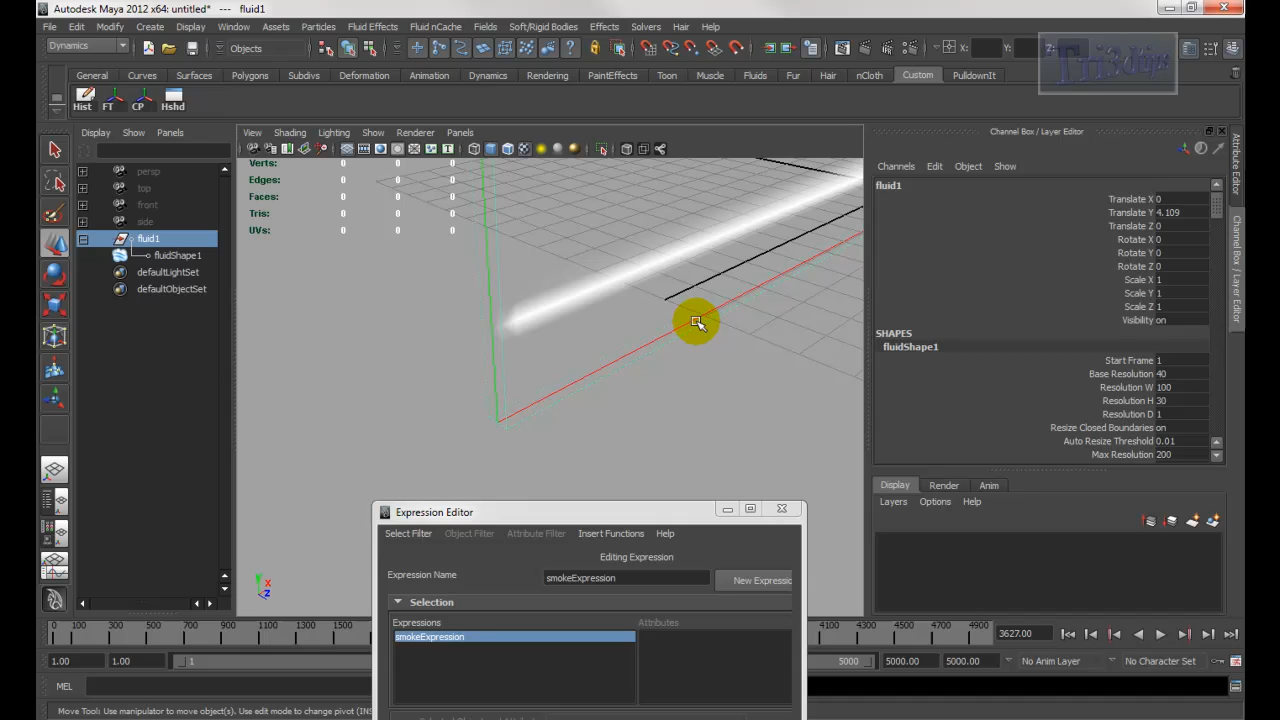 Autodesk Maya 2012 x64: untitled* --- fluid1
File Edit Modify Create Display Window Assets Particles Fluid Effects Fluid nCache Fields Soft/Rigid Bodies Effects Solvers Hair Help
Dynamics Objects X: Y: Z:
Tri3dtips
General Curves Surfaces Polygons Subdivs Deformation Animation Dynamics Rendering PaintEffects Toon Muscle Fluids Fur Hair nCloth Custom PulldownIt
Hist FT CP Hshd
Display Show Panels
View Shading Lighting Show Renderer Panels
Channel Box / Layer Editor
Channels Edit Object Show
Attribute Editor
Channel Box / Layer Editor
persp
top
front
side
fluid1
fluidShape1
defaultLightSet
defaultObjectSet
Verts: 0 0 0
Edges: 0 0 0
Faces: 0 0 0
Tris: 0 0 0
UVs: 0 0 0
Y X
Z
fluid1
Translate X 0
Translate Y 4.109
Translate Z 0
Rotate X 0
Rotate Y 0
Rotate Z 0
Scale X 1
Scale Y 1
Scale Z 1
Visibility on
SHAPES
fluidShape1
Start Frame 1
Base Resolution 40
Resolution W 100
Resolution H 30
Resolution D 1
Resize Closed Boundaries on
Auto Resize Threshold 0.01
Max Resolution 200
Display Render Anim
Layers Options Help
Expression Editor
Select Filter Object Filter Attribute Filter Insert Functions Help
Editing Expression
Expression Name smokeExpression New Expressio
Selection
Expressions Attributes
smokeExpression
0 100 300 500 700 900 1100 1300 1500 4100 4300 4500 4700 4900 3627.00
1.00 1.00 1 5000 5000.00 5000.00 No Anim Layer No Character Set
MEL
Move Tool: Use manipulator to move object(s). Use edit mode to change pivot (INS